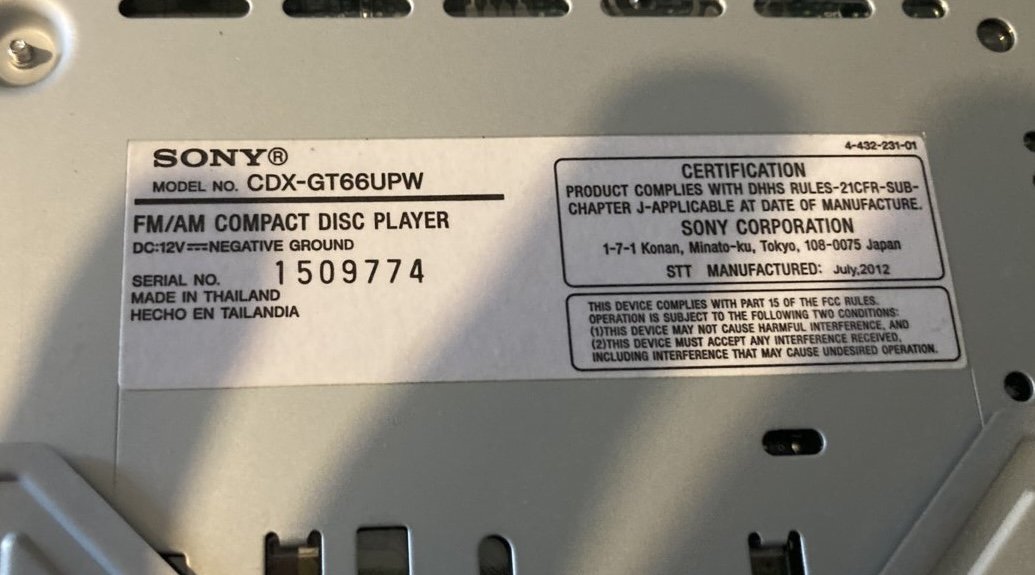 SONY®
MODEL NO. CDX-GT66UPW
FM/AM COMPACT DISC PLAYER
DC:12V⎓NEGATIVE GROUND
SERIAL NO. 1509774
MADE IN THAILAND
HECHO EN TAILANDIA
4-432-231-01
CERTIFICATION
PRODUCT COMPLIES WITH DHHS RULES-21CFR-SUB-
CHAPTER J-APPLICABLE AT DATE OF MANUFACTURE.
SONY CORPORATION
1-7-1 Konan, Minato-ku, Tokyo, 108-0075 Japan
STT MANUFACTURED: July,2012
THIS DEVICE COMPLIES WITH PART 15 OF THE FCC RULES.
OPERATION IS SUBJECT TO THE FOLLOWING TWO CONDITIONS:
(1)THIS DEVICE MAY NOT CAUSE HARMFUL INTERFERENCE, AND
(2)THIS DEVICE MUST ACCEPT ANY INTERFERENCE RECEIVED,
INCLUDING INTERFERENCE THAT MAY CAUSE UNDESIRED OPERATION.